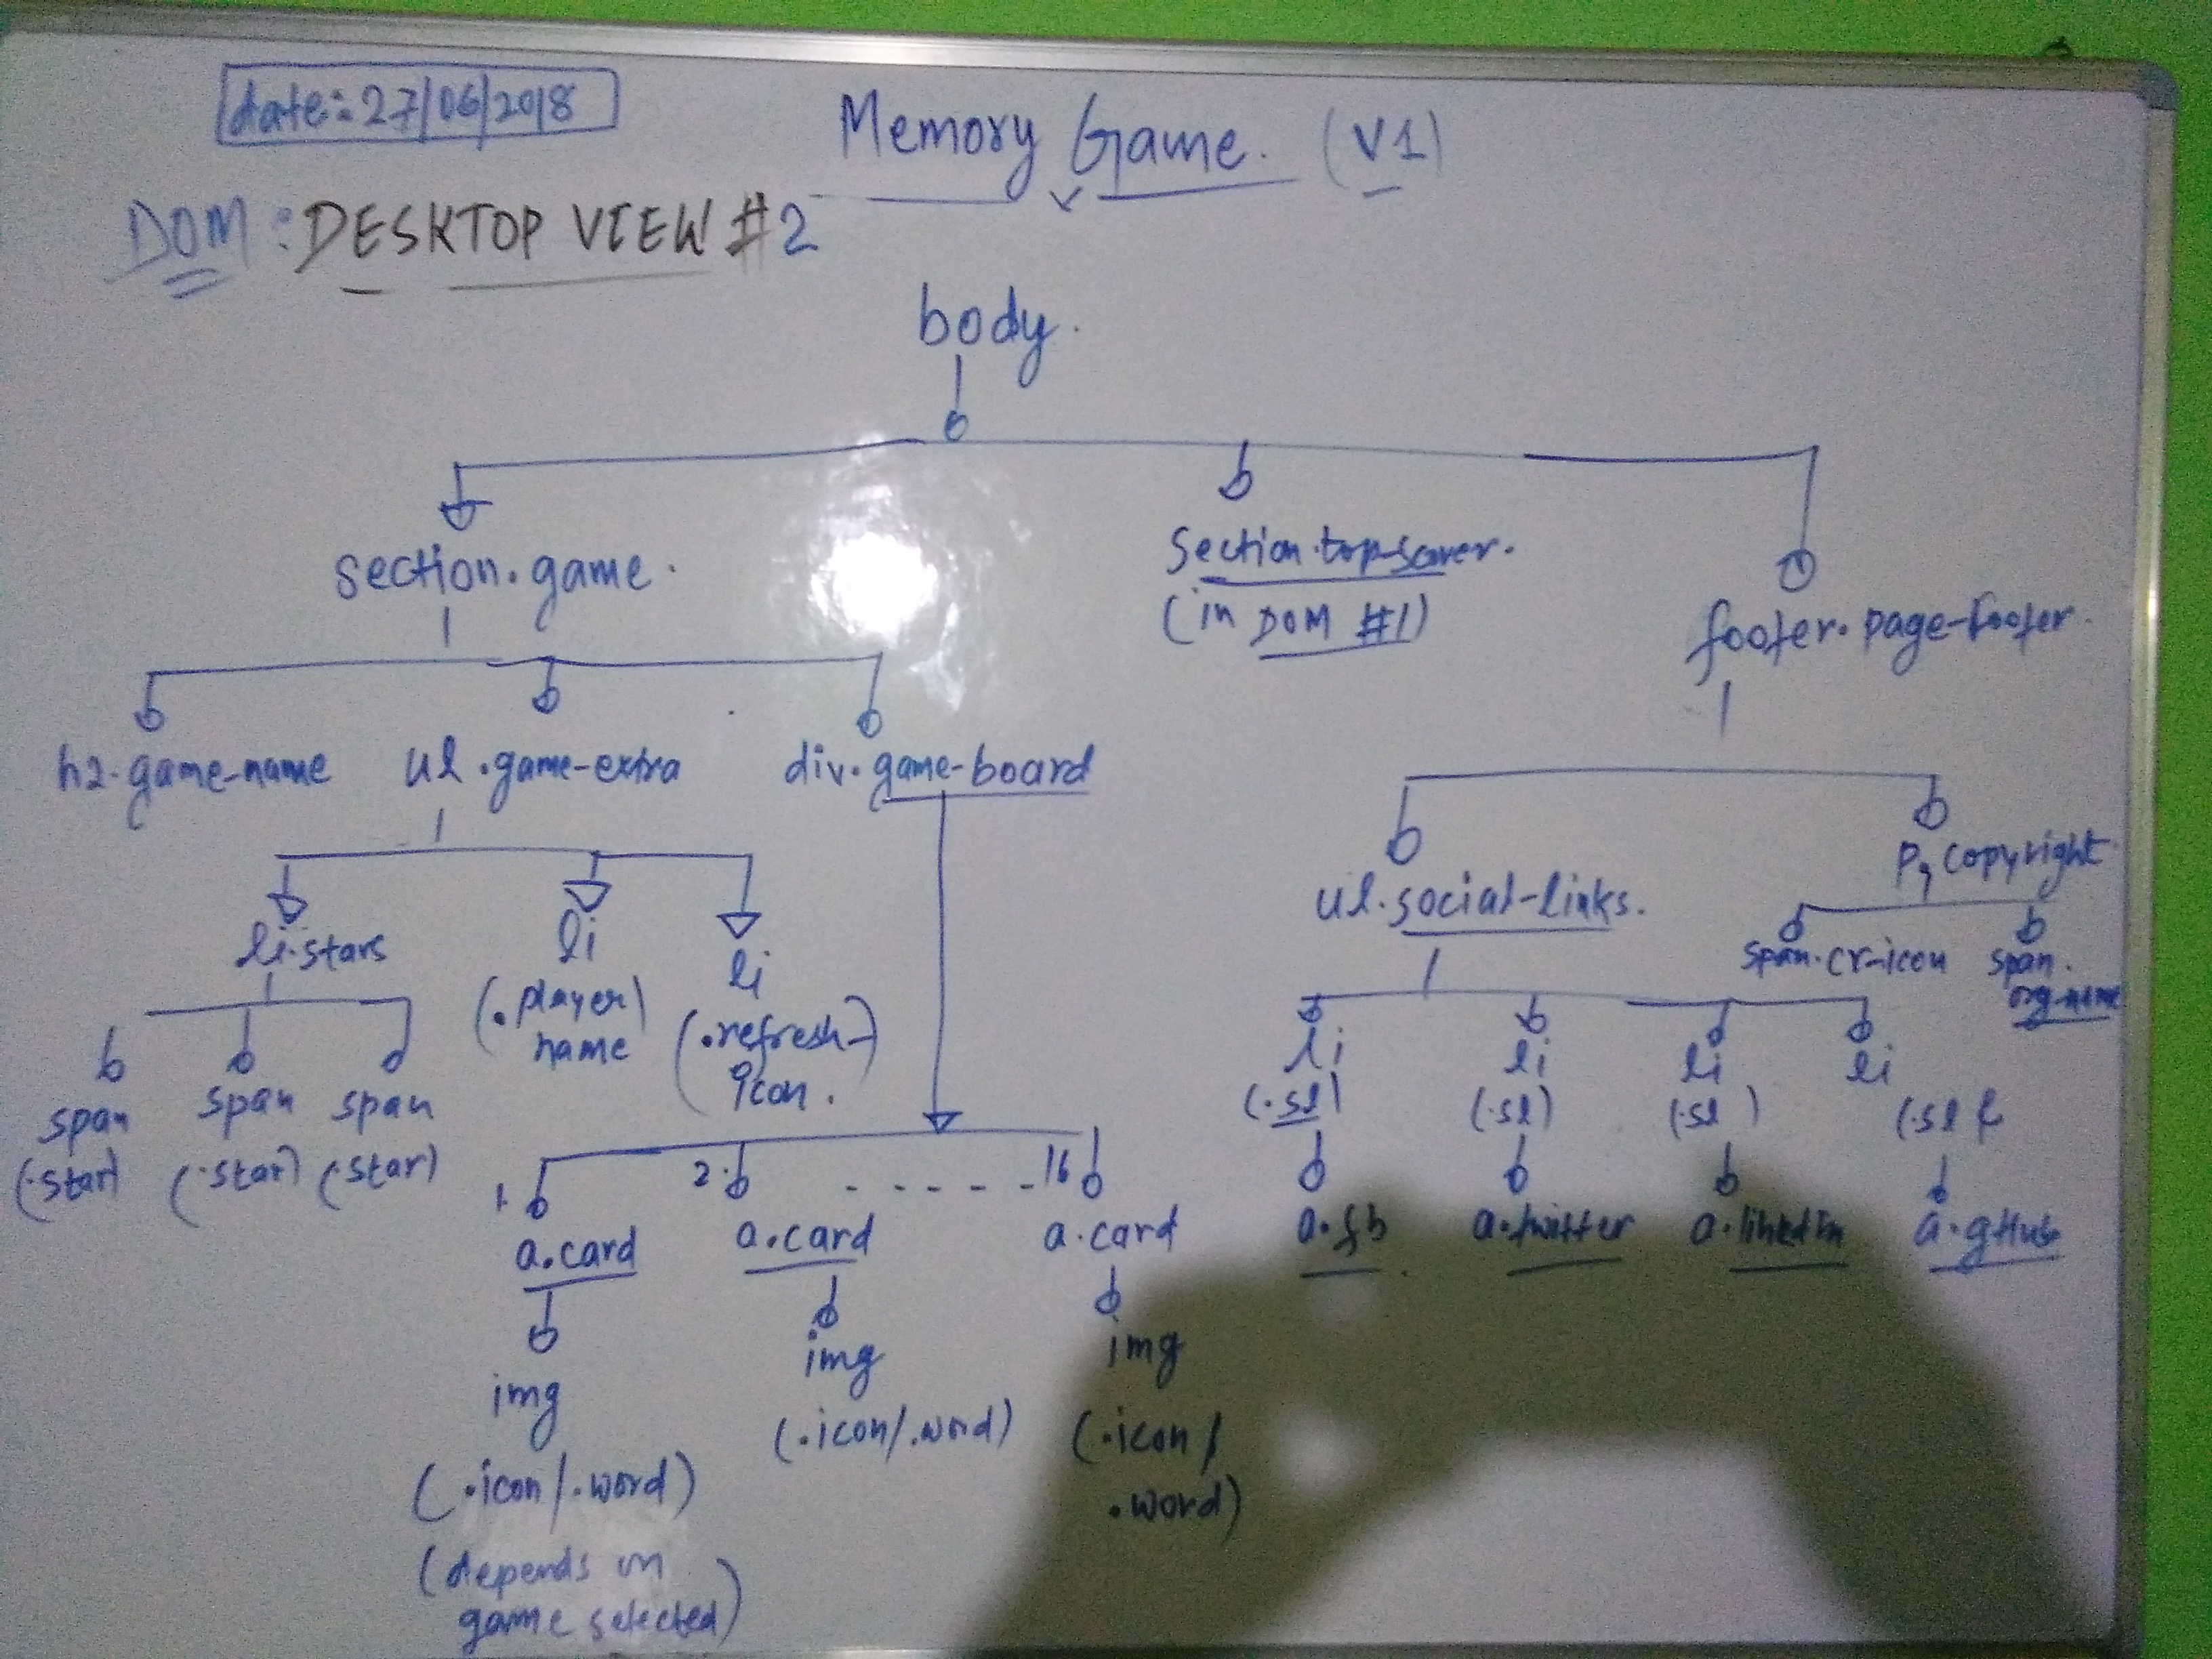 date: 27/06/2018
Memory Game. (V1)
DOM: DESKTOP VIEW #2
body.
section.game.
section.top-scorer.
(in DOM #1)
footer.page-footer.
h2.game-name
ul.game-extra
div.game-board
ul.social-links.
p.copyright
li.stars
li
(.player
name)
li
(.refresh-
icon.)
span.cr-icon
span.
org-name
span
(.star)
span
(.star)
span
(.star)
li
(.sl)
li
(.sl)
li
(.sl)
li
(.sl)
1.
2.
- - - - -
16
a.card
a.card
a.card
a.fb
a.twitter
a.linkedIn
a.gHub
img
(.icon/.word)
(depends on
game selected)
img
(.icon/.word)
img
(.icon/
.word)